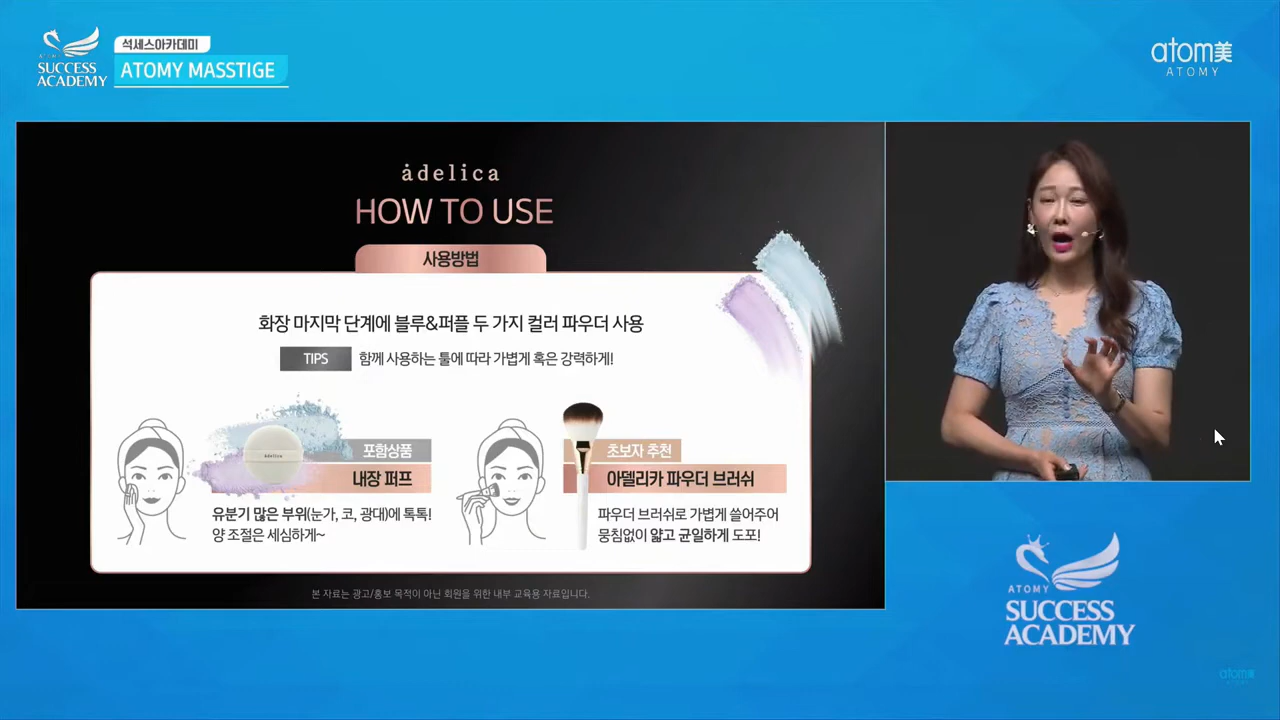 ATOMY
SUCCESS
ACADEMY
석세스아카데미
ATOMY MASSTIGE
atom美
ATOMY
ȧdelica
HOW TO USE
사용방법
화장 마지막 단계에 블루&퍼플 두 가지 컬러 파우더 사용
TIPS 함께 사용하는 툴에 따라 가볍게 혹은 강력하게!
adelica
포함상품
내장 퍼프
유분기 많은 부위(눈가, 코, 광대)에 톡톡!
양 조절은 세심하게~
초보자 추천
아델리카 파우더 브러쉬
파우더 브러쉬로 가볍게 쓸어주어
뭉침없이 얇고 균일하게 도포!
본 자료는 광고/홍보 목적이 아닌 회원을 위한 내부 교육용 자료입니다.
ATOMY
SUCCESS
ACADEMY
atom美